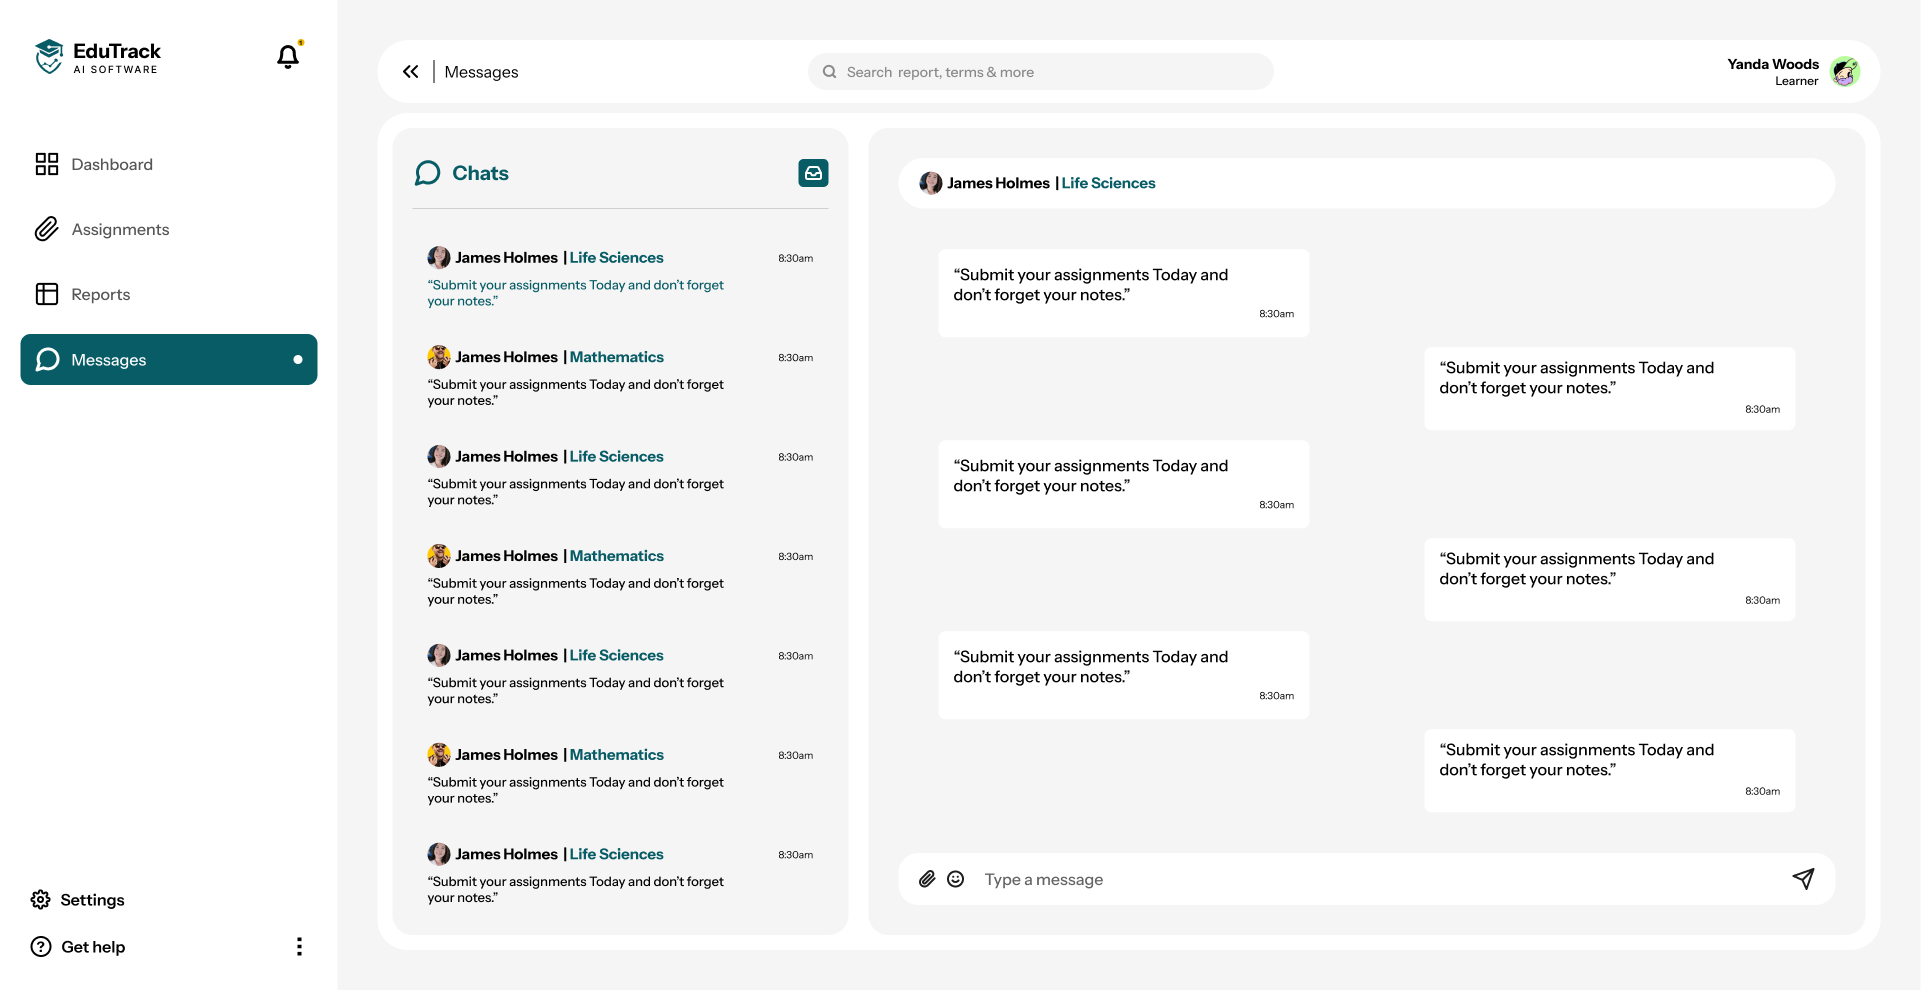 EduTrack
AI SOFTWARE
1
Dashboard
Assignments
Reports
Messages
Settings
Get help
Messages
Search report, terms & more
Yanda Woods
Learner
Chats
James Holmes | Life Sciences
8:30am
“Submit your assignments Today and don’t forget
your notes.”
James Holmes | Mathematics
8:30am
“Submit your assignments Today and don’t forget
your notes.”
James Holmes | Life Sciences
8:30am
“Submit your assignments Today and don’t forget
your notes.”
James Holmes | Mathematics
8:30am
“Submit your assignments Today and don’t forget
your notes.”
James Holmes | Life Sciences
8:30am
“Submit your assignments Today and don’t forget
your notes.”
James Holmes | Mathematics
8:30am
“Submit your assignments Today and don’t forget
your notes.”
James Holmes | Life Sciences
8:30am
“Submit your assignments Today and don’t forget
your notes.”
James Holmes | Life Sciences
“Submit your assignments Today and
don’t forget your notes.”
8:30am
“Submit your assignments Today and
don’t forget your notes.”
8:30am
“Submit your assignments Today and
don’t forget your notes.”
8:30am
“Submit your assignments Today and
don’t forget your notes.”
8:30am
“Submit your assignments Today and
don’t forget your notes.”
8:30am
“Submit your assignments Today and
don’t forget your notes.”
8:30am
Type a message